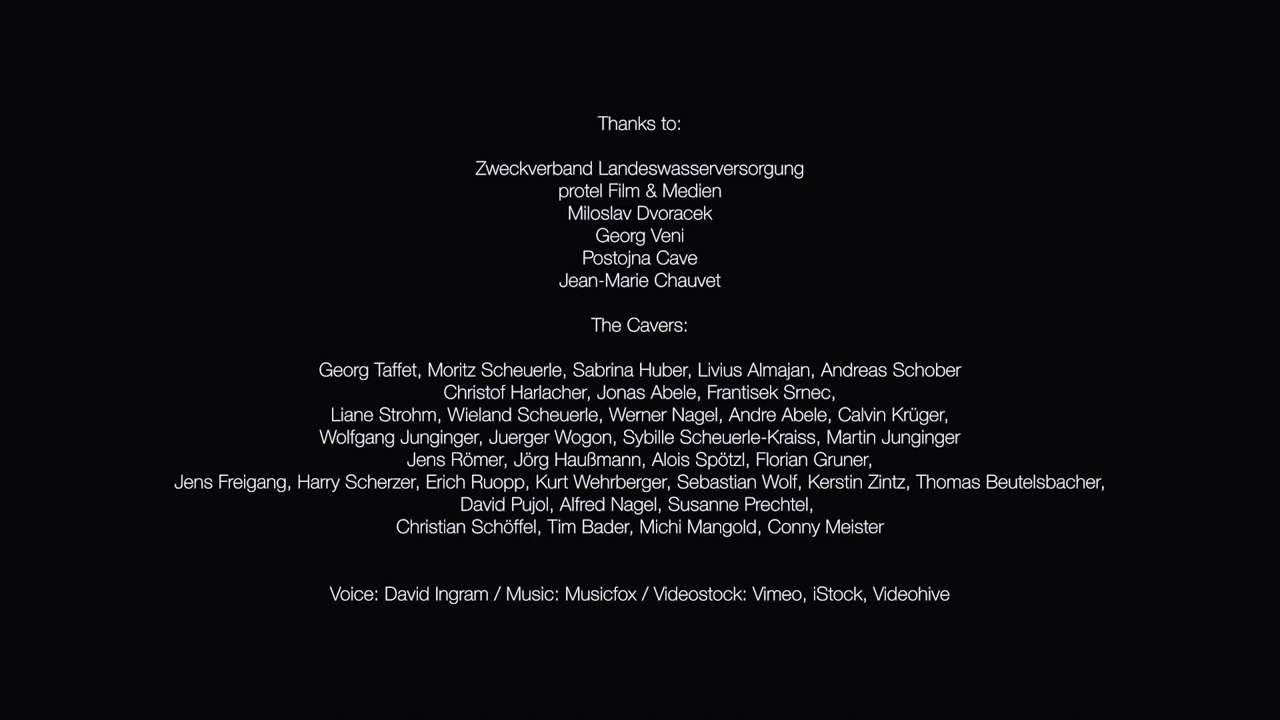 Thanks to:
Zweckverband Landeswasserversorgung
protel Film & Medien
Miloslav Dvoracek
Georg Veni
Postojna Cave
Jean-Marie Chauvet
The Cavers:
Georg Taffet, Moritz Scheuerle, Sabrina Huber, Livius Almajan, Andreas Schober
Christof Harlacher, Jonas Abele, Frantisek Srnec,
Liane Strohm, Wieland Scheuerle, Werner Nagel, Andre Abele, Calvin Krüger,
Wolfgang Junginger, Juerger Wogon, Sybille Scheuerle-Kraiss, Martin Junginger
Jens Römer, Jörg Haußmann, Alois Spötzl, Florian Gruner,
Jens Freigang, Harry Scherzer, Erich Ruopp, Kurt Wehrberger, Sebastian Wolf, Kerstin Zintz, Thomas Beutelsbacher,
David Pujol, Alfred Nagel, Susanne Prechtel,
Christian Schöffel, Tim Bader, Michi Mangold, Conny Meister
Voice: David Ingram / Music: Musicfox / Videostock: Vimeo, iStock, Videohive